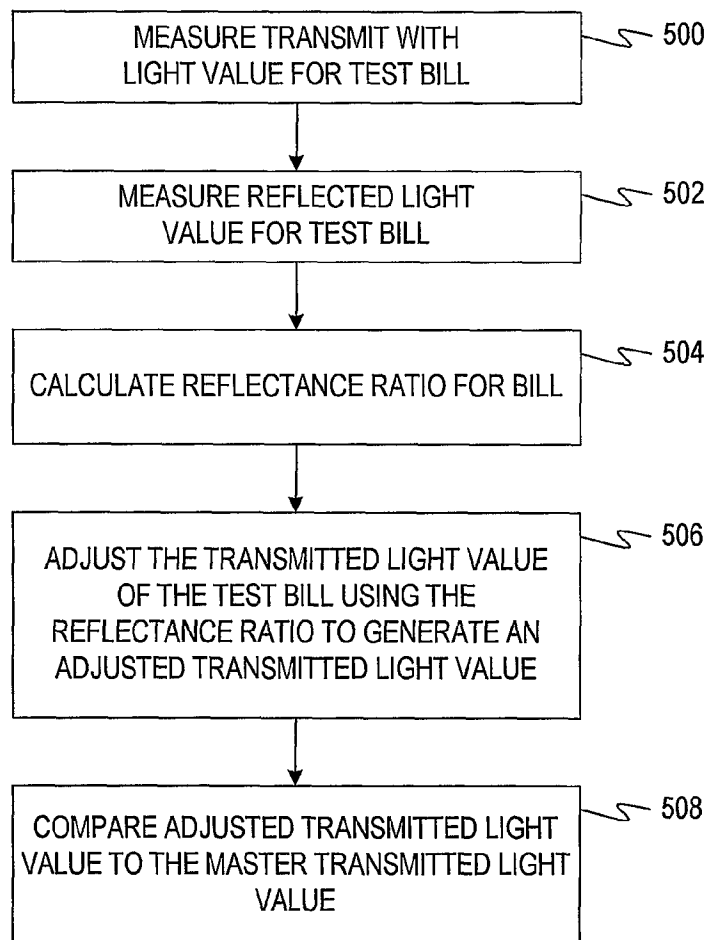 MEASURE TRANSMIT WITH
LIGHT VALUE FOR TEST BILL
500
MEASURE REFLECTED LIGHT
VALUE FOR TEST BILL
502
CALCULATE REFLECTANCE RATIO FOR BILL
504
ADJUST THE TRANSMITTED LIGHT VALUE
OF THE TEST BILL USING THE
REFLECTANCE RATIO TO GENERATE AN
ADJUSTED TRANSMITTED LIGHT VALUE
506
COMPARE ADJUSTED TRANSMITTED LIGHT
VALUE TO THE MASTER TRANSMITTED LIGHT
VALUE
508